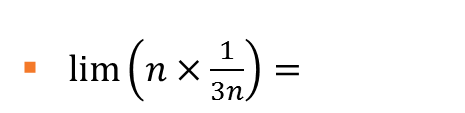 ▪ lim (n × 1/3n) =